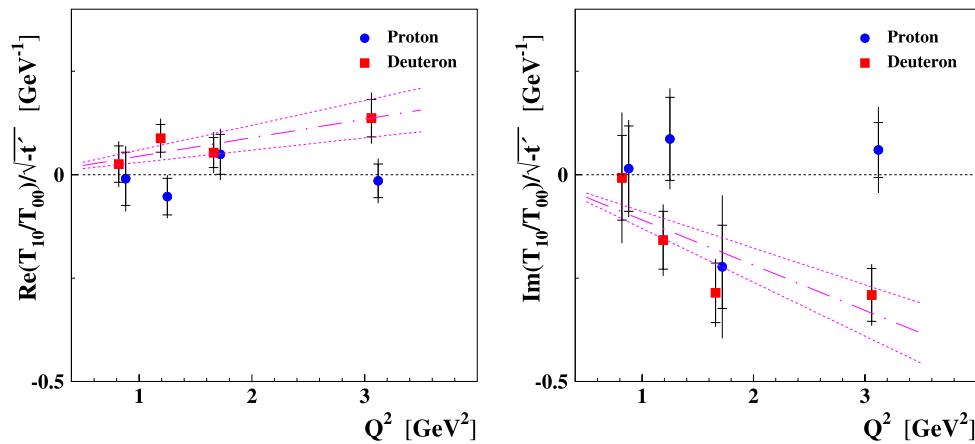 Re(T₁₀/T₀₀)/√-t′ [GeV⁻¹]
Proton
Deuteron
0
-0.5
1 2 3
Q² [GeV²]
Im(T₁₀/T₀₀)/√-t′ [GeV⁻¹]
Proton
Deuteron
0
-0.5
1 2 3
Q² [GeV²]